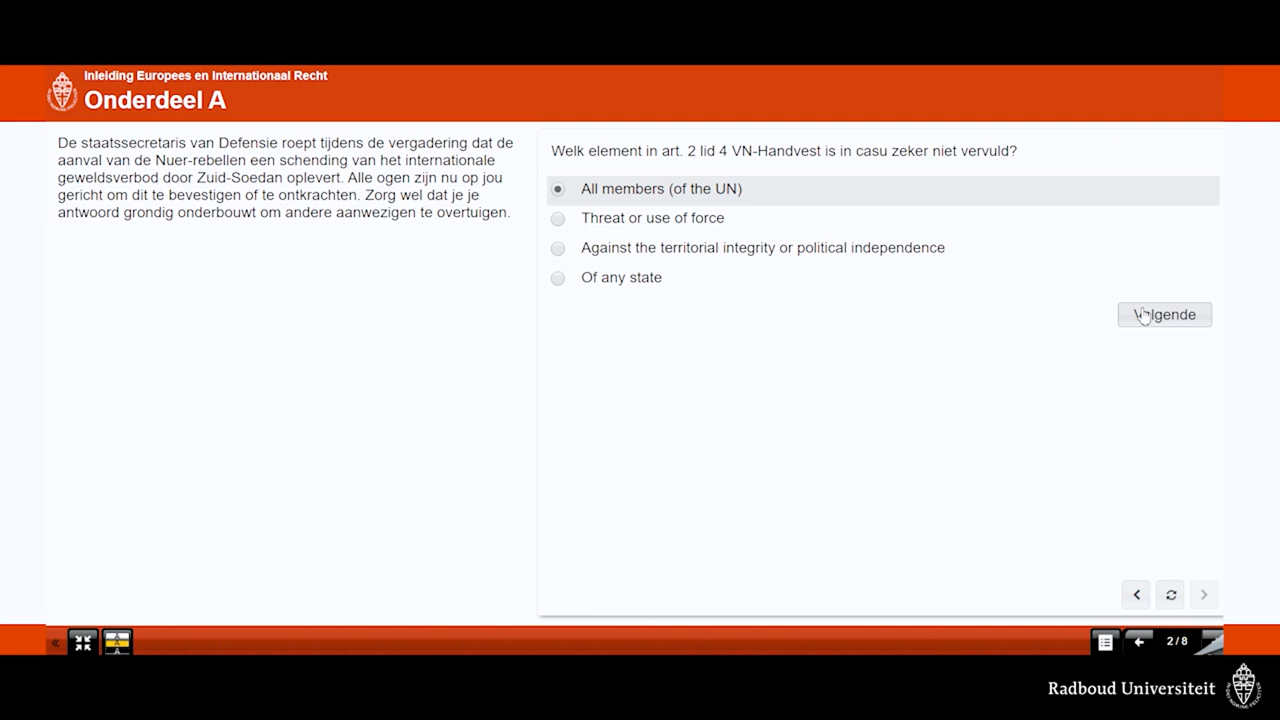 Inleiding Europees en Internationaal Recht
Onderdeel A
De staatssecretaris van Defensie roept tijdens de vergadering dat de
aanval van de Nuer-rebellen een schending van het internationale
geweldsverbod door Zuid-Soedan oplevert. Alle ogen zijn nu op jou
gericht om dit te bevestigen of te ontkrachten. Zorg wel dat je je
antwoord grondig onderbouwt om andere aanwezigen te overtuigen.
Welk element in art. 2 lid 4 VN-Handvest is in casu zeker niet vervuld?
All members (of the UN)
Threat or use of force
Against the territorial integrity or political independence
Of any state
Volgende
2 / 8
Radboud Universiteit